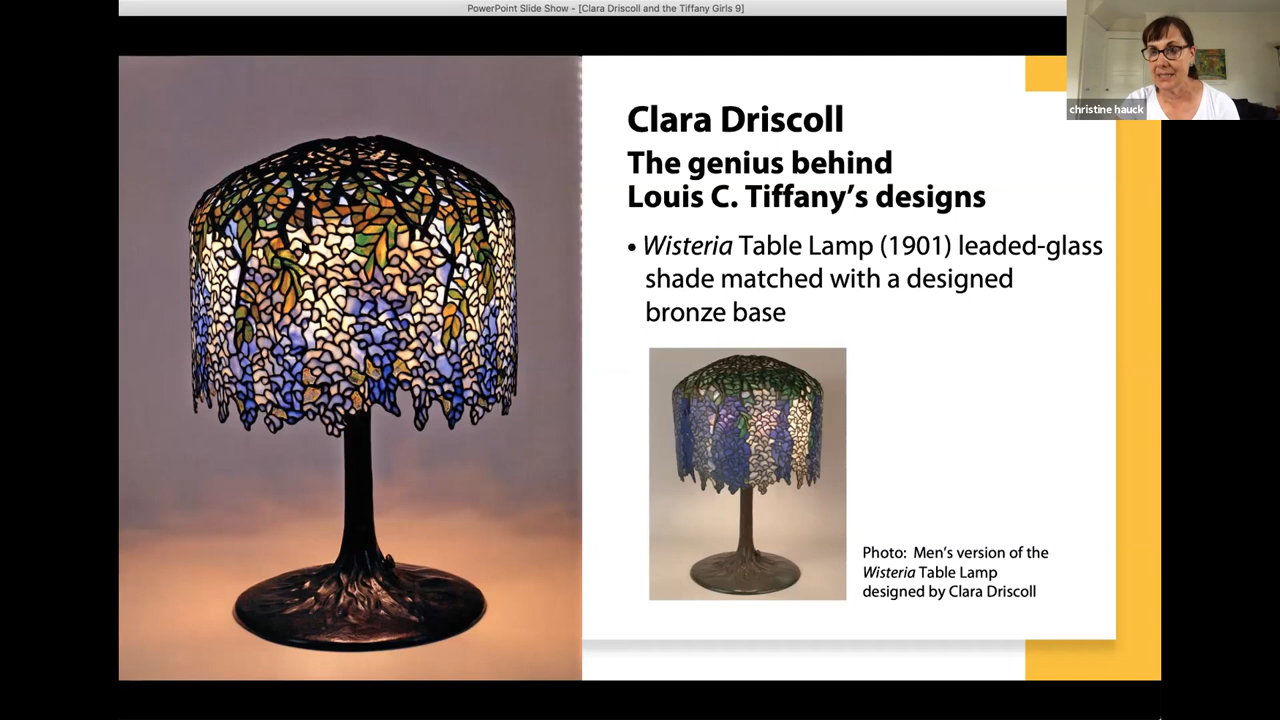 PowerPoint Slide Show - [Clara Driscoll and the Tiffany Girls 9]
christine hauck
Clara Driscoll
The genius behind
Louis C. Tiffany’s designs
• Wisteria Table Lamp (1901) leaded-glass
shade matched with a designed
bronze base
Photo: Men’s version of the
Wisteria Table Lamp
designed by Clara Driscoll